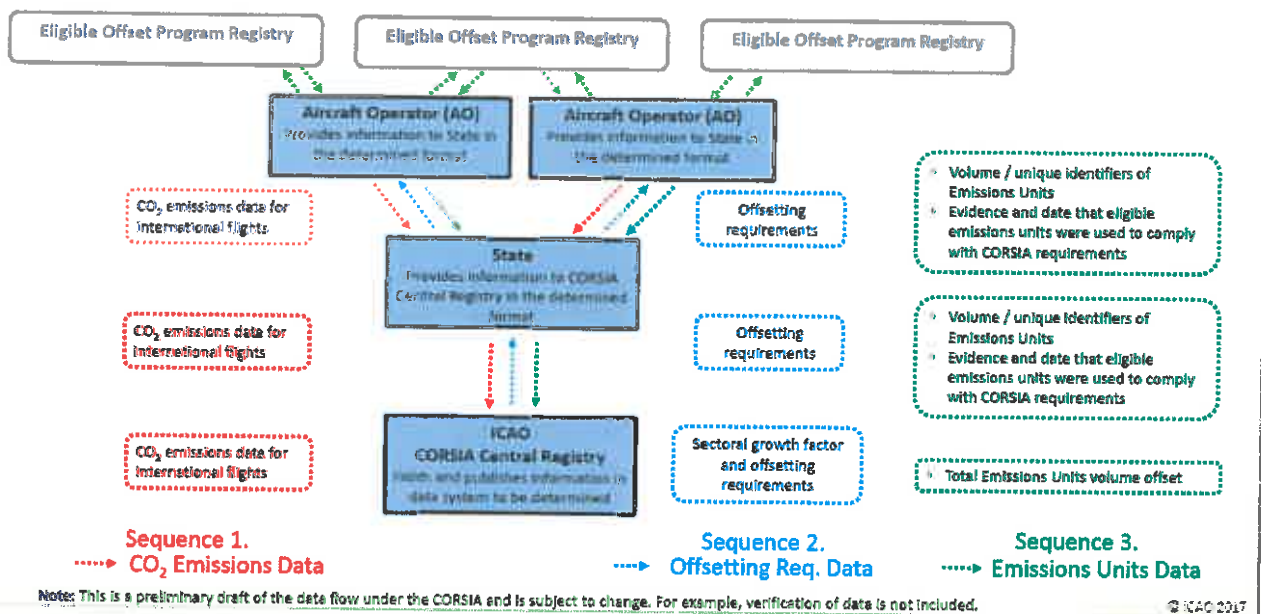 Eligible Offset Program Registry
Eligible Offset Program Registry
Eligible Offset Program Registry
Aircraft Operator (AO)
Provides information to State in
the determined format
Aircraft Operator (AO)
Provides information to State in
the determined format
CO₂ emissions data for
international flights
Offsetting
requirements
Volume / unique identifiers of
Emissions Units
Evidence and date that eligible
emissions units were used to comply
with CORSIA requirements
State
Provides information to CORSIA
Central Registry in the determined
format
CO₂ emissions data for
international flights
Offsetting
requirements
Volume / unique identifiers of
Emissions Units
Evidence and date that eligible
emissions units were used to comply
with CORSIA requirements
ICAO
CORSIA Central Registry
and publishes information in
data system to be determined
CO₂ emissions data for
international flights
Sectoral growth factor
and offsetting
requirements
Total Emissions Units volume offset
Sequence 1.
CO₂ Emissions Data
Sequence 2.
Offsetting Req. Data
Sequence 3.
Emissions Units Data
Note: This is a preliminary draft of the data flow under the CORSIA and is subject to change. For example, verification of data is not included.
© ICAO 2017